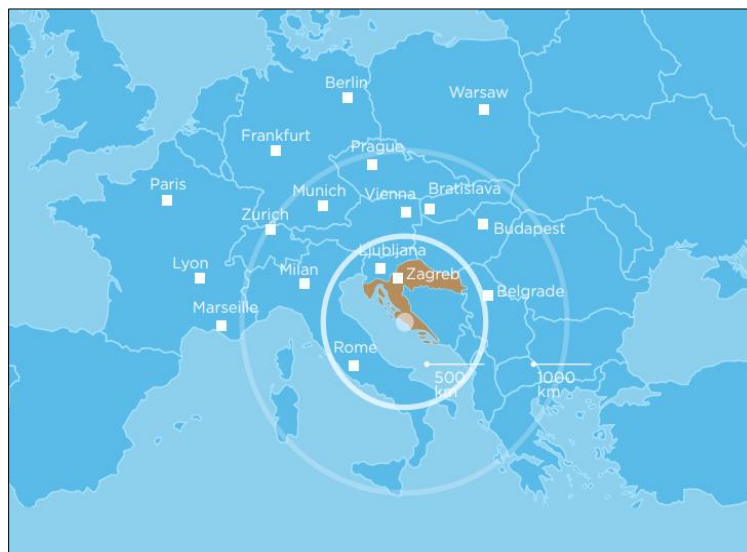 Berlin
Warsaw
Frankfurt
Prague
Paris
Munich
Vienna
Bratislava
Zurich
Budapest
Ljubljana
Lyon
Milan
Zagreb
Belgrade
Marseille
Rome
500
km
1000
km